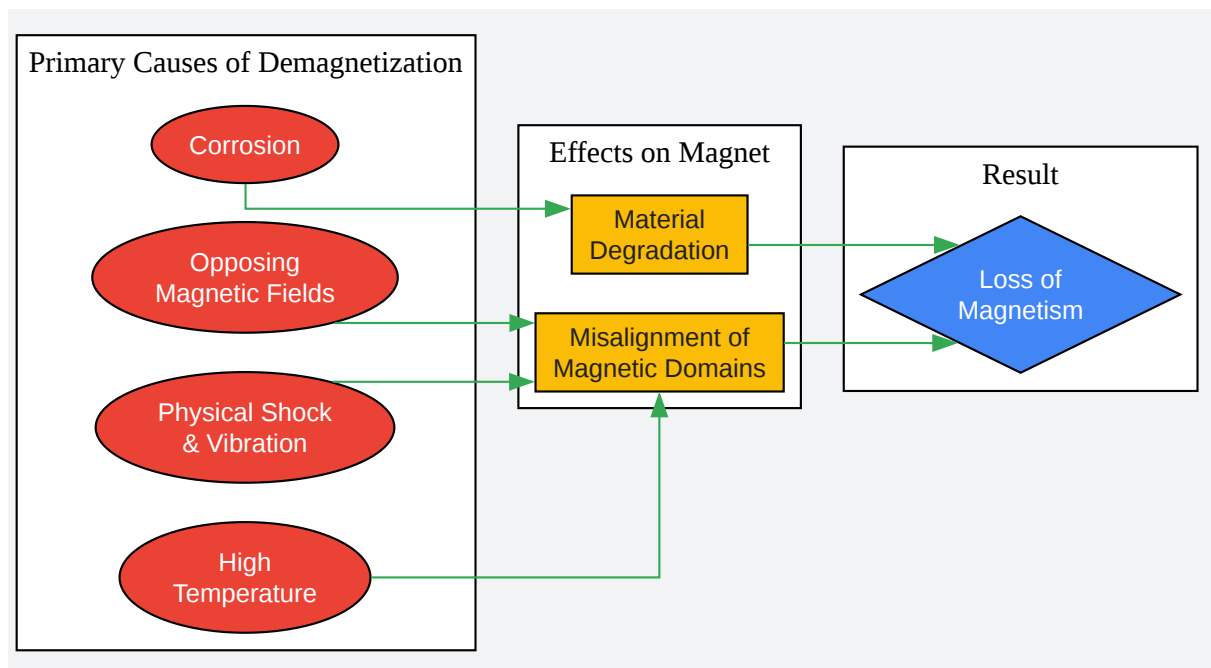 Primary Causes of Demagnetization
Corrosion
Opposing
Magnetic Fields
Physical Shock
& Vibration
High
Temperature
Effects on Magnet
Material
Degradation
Misalignment of
Magnetic Domains
Result
Loss of
Magnetism